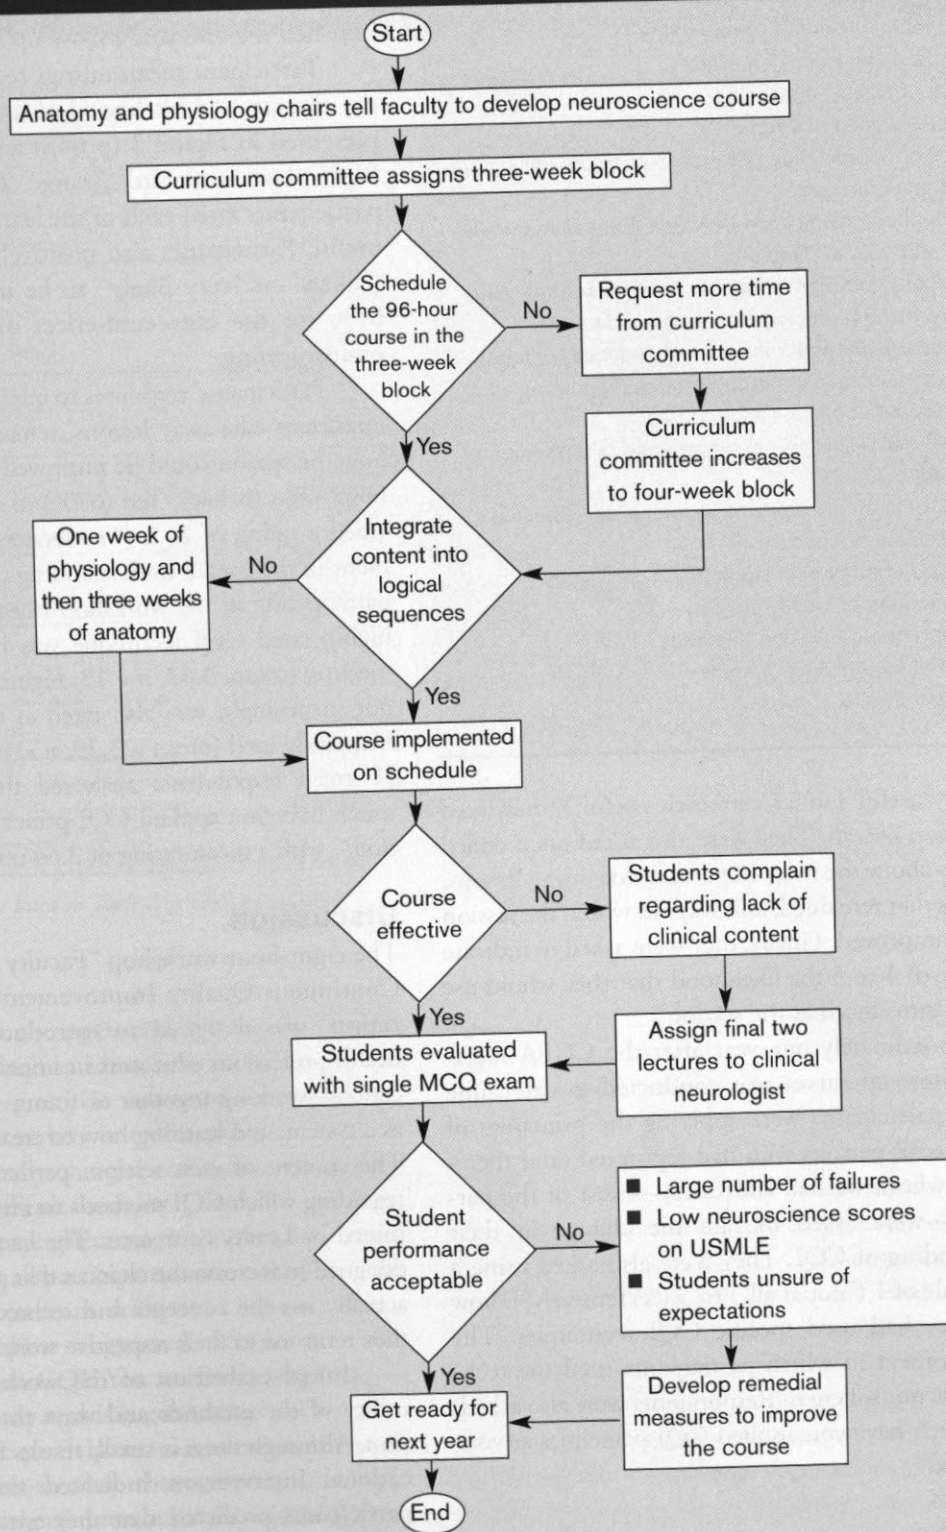 Start
Anatomy and physiology chairs tell faculty to develop neuroscience course
Curriculum committee assigns three-week block
Schedule
the 96-hour
course in the
three-week
block
No
Request more time
from curriculum
committee
Yes
Curriculum
committee increases
to four-week block
Integrate
content into
logical
sequences
No
One week of
physiology and
then three weeks
of anatomy
Yes
Course implemented
on schedule
Course
effective
No
Students complain
regarding lack of
clinical content
Yes
Assign final two
lectures to clinical
neurologist
Students evaluated
with single MCQ exam
Student
performance
acceptable
No
■ Large number of failures
■ Low neuroscience scores
on USMLE
■ Students unsure of
expectations
Yes
Develop remedial
measures to improve
the course
Get ready for
next year
End